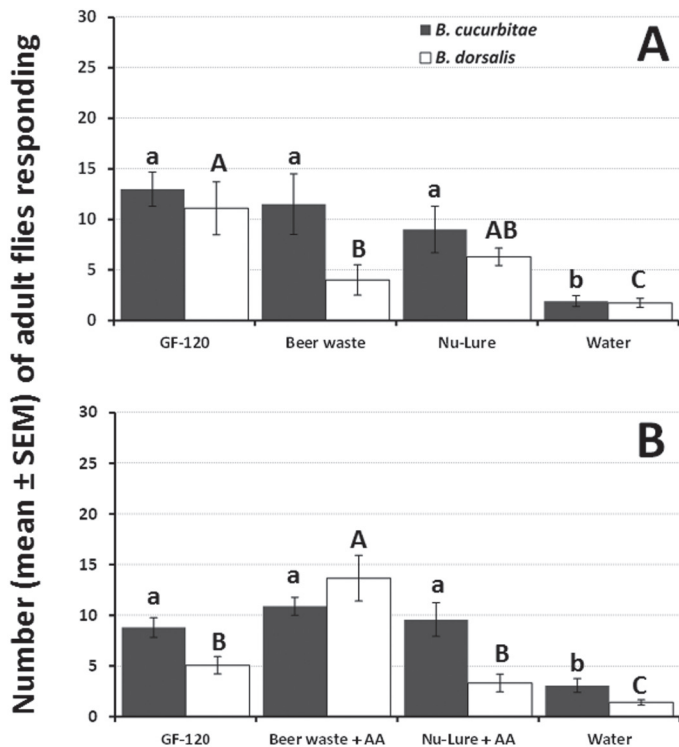 Number (mean ± SEM) of adult flies responding
30
25
20
15
10
5
0
B. cucurbitae
B. dorsalis
A
a
A
a
B
a
AB
b
C
GF-120
Beer waste
Nu-Lure
Water
30
25
20
15
10
5
0
B
a
B
a
A
a
B
b
C
GF-120
Beer waste + AA
Nu-Lure + AA
Water